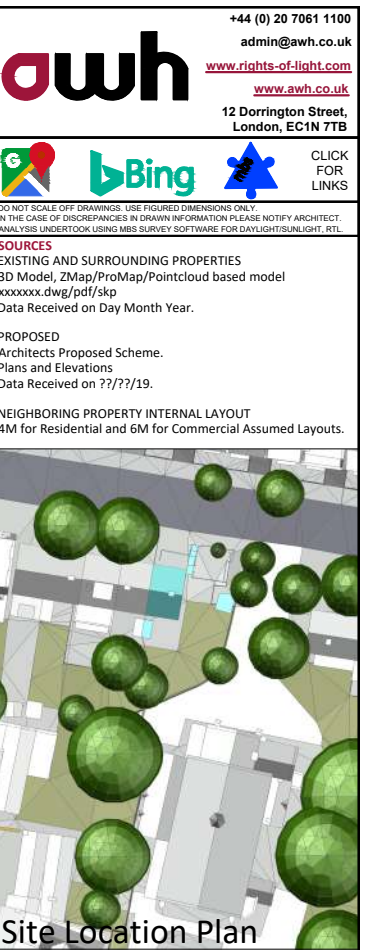 +44 (0) 20 7061 1100
admin@awh.co.uk
www.rights-of-light.com
www.awh.co.uk
12 Dorrington Street,
London, EC1N 7TB
awh
G
Bing
mbs
CLICK
FOR
LINKS
DO NOT SCALE OFF DRAWINGS. USE FIGURED DIMENSIONS ONLY.
IN THE CASE OF DISCREPANCIES IN DRAWN INFORMATION PLEASE NOTIFY ARCHITECT.
ANALYSIS UNDERTOOK USING MBS SURVEY SOFTWARE FOR DAYLIGHT/SUNLIGHT, RTL.
SOURCES
EXISTING AND SURROUNDING PROPERTIES
3D Model, ZMap/ProMap/Pointcloud based model
xxxxxxx.dwg/pdf/skp
Data Received on Day Month Year.
PROPOSED
Architects Proposed Scheme.
Plans and Elevations
Data Received on ??/??/19.
NEIGHBORING PROPERTY INTERNAL LAYOUT
4M for Residential and 6M for Commercial Assumed Layouts.
Site Location Plan